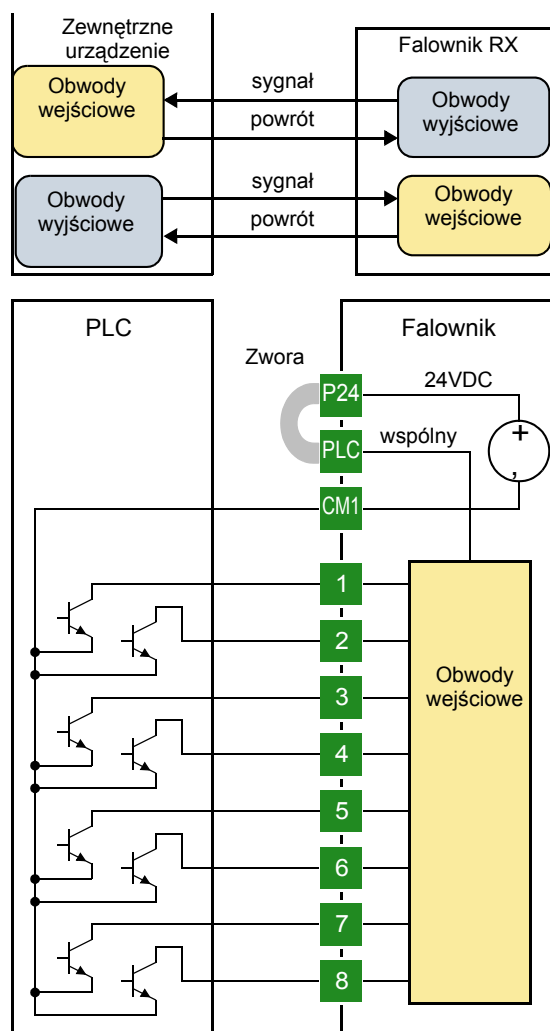 Zewnętrzne
urządzenie
Falownik RX
Obwody
wejściowe
sygnał
powrót
Obwody
wyjściowe
Obwody
wyjściowe
sygnał
powrót
Obwody
wejściowe
PLC
Falownik
Zwora
P24
24VDC
+
,
PLC
wspólny
CM1
1
2
3
4
5
6
7
8
Obwody
wejściowe